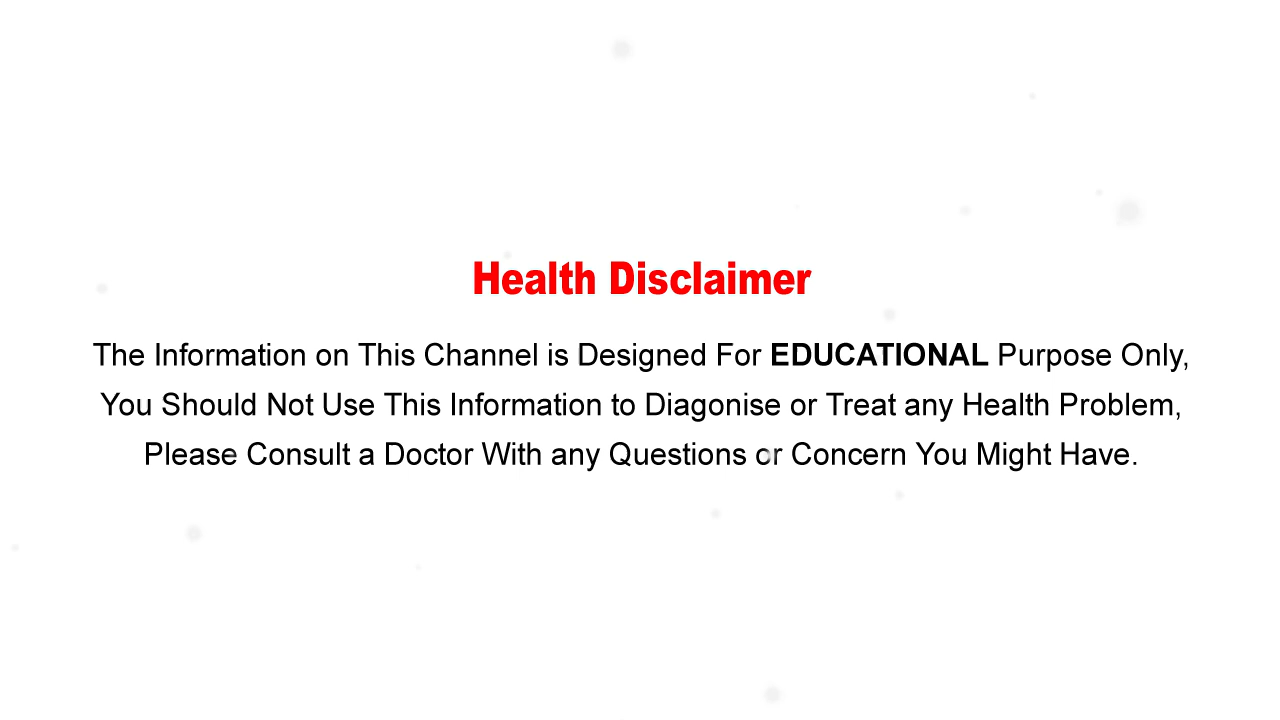 Health Disclaimer
The Information on This Channel is Designed For EDUCATIONAL Purpose Only,
You Should Not Use This Information to Diagonise or Treat any Health Problem,
Please Consult a Doctor With any Questions or Concern You Might Have.